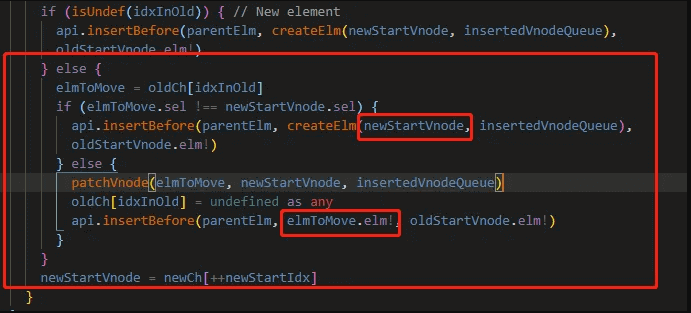 if (isUndef(idxInOld)) { // New element
api.insertBefore(parentElm, createElm(newStartVnode, insertedVnodeQueue),
oldStartVnode.elm!)
} else {
elmToMove = oldCh[idxInOld]
if (elmToMove.sel !== newStartVnode.sel) {
api.insertBefore(parentElm, createElm(newStartVnode, insertedVnodeQueue),
oldStartVnode.elm!)
} else {
patchVnode(elmToMove, newStartVnode, insertedVnodeQueue)
oldCh[idxInOld] = undefined as any
api.insertBefore(parentElm, elmToMove.elm!, oldStartVnode.elm!)
}
}
newStartVnode = newCh[++newStartIdx]
}